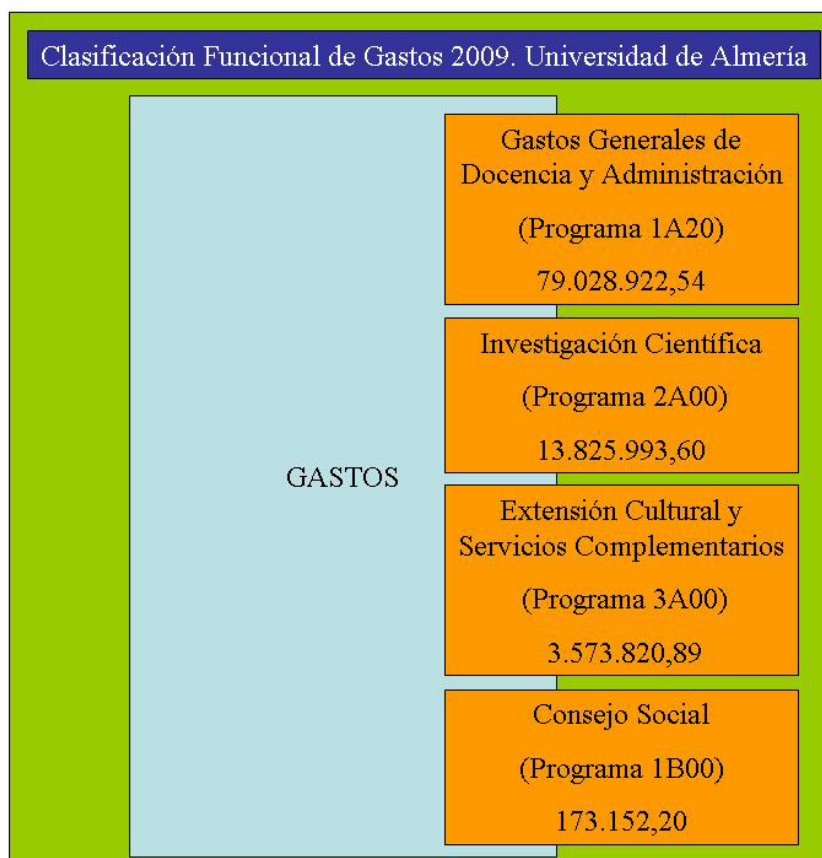 Clasificación Funcional de Gastos 2009. Universidad de Almería
GASTOS
Gastos Generales de
Docencia y Administración
(Programa 1A20)
79.028.922,54
Investigación Científica
(Programa 2A00)
13.825.993,60
Extensión Cultural y
Servicios Complementarios
(Programa 3A00)
3.573.820,89
Consejo Social
(Programa 1B00)
173.152,20